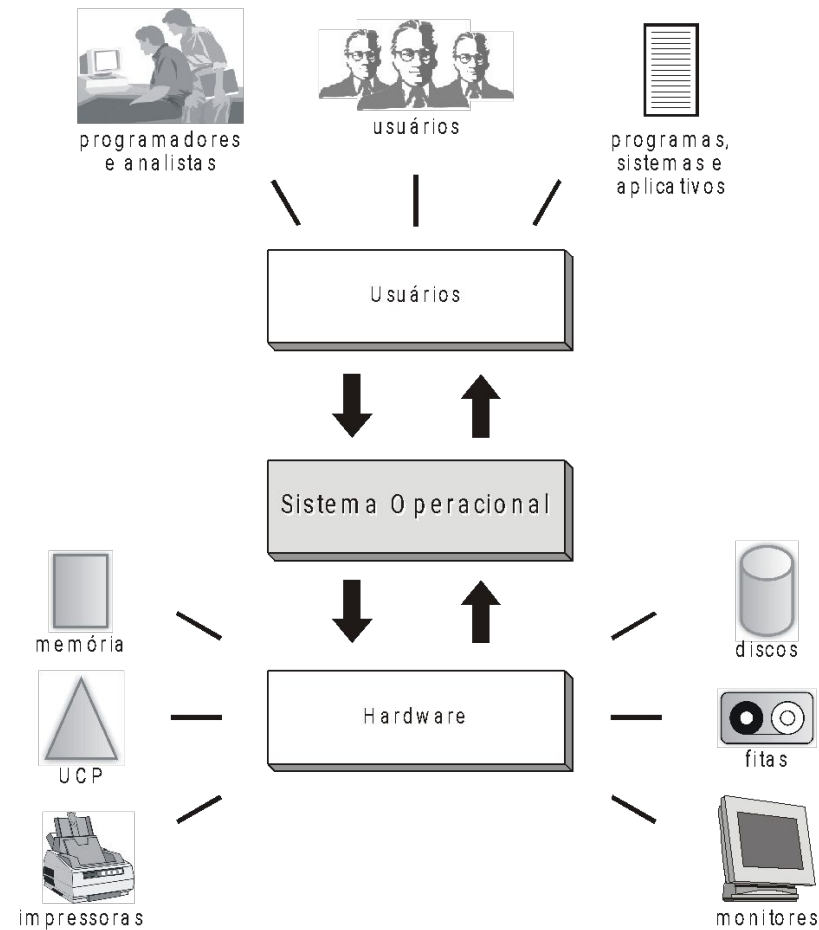 programadores
e analistas
usuários
programas,
sistemas e
aplicativos
Usuários
Sistema Operacional
memória
discos
Hardware
UCP
fitas
impressoras
monitores